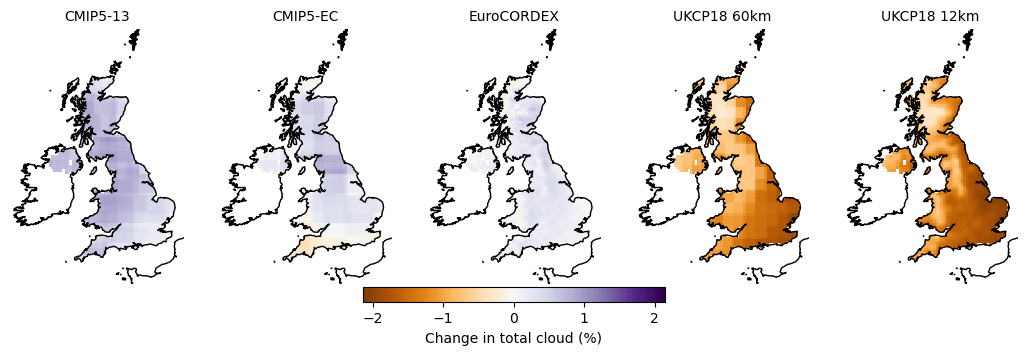 CMIP5-13 CMIP5-EC EuroCORDEX UKCP18 60km UKCP18 12km
−2 −1 0 1 2
Change in total cloud (%)